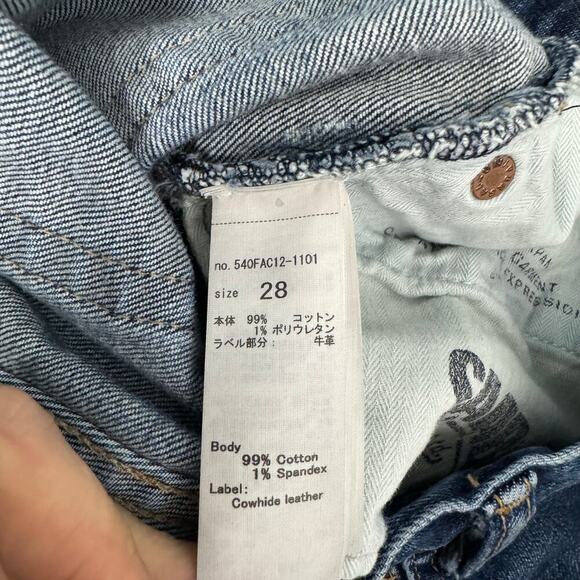 no. 540FAC12-1101
size 28
本体 99% コットン
1% ポリウレタン
ラベル部分: 牛革
Body
99% Cotton
1% Spandex
Label:
Cowhide leather
EXPRESSION